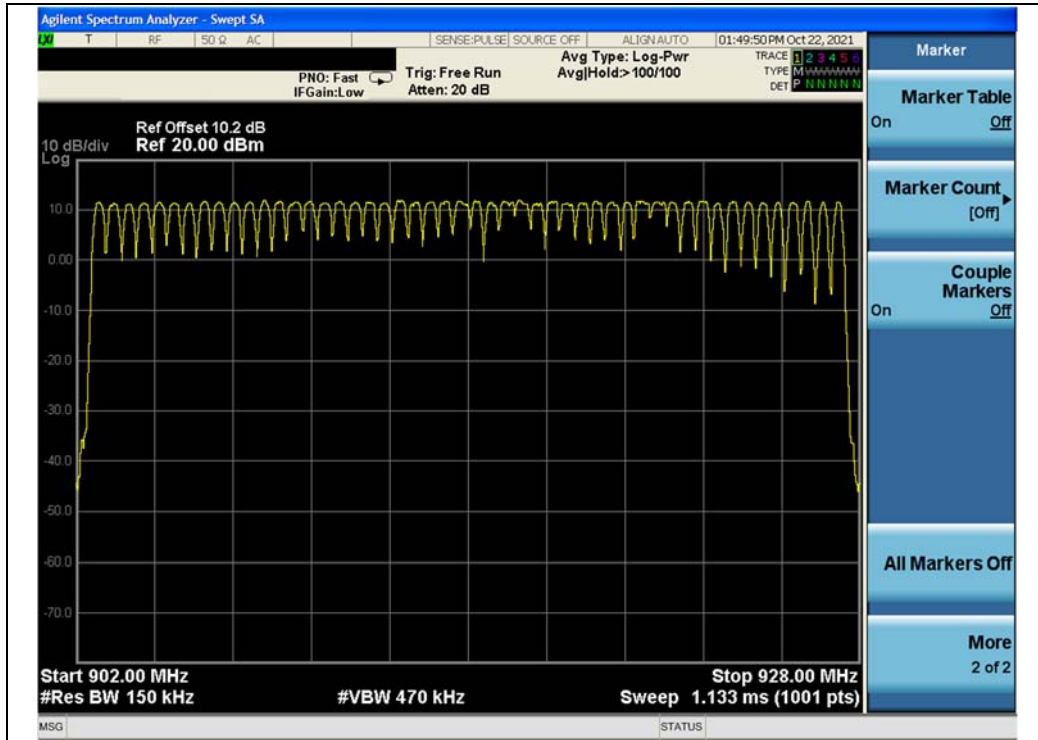 Agilent Spectrum Analyzer - Swept SA
LXI T RF 50 Ω AC SENSE:PULSE SOURCE OFF ALIGN AUTO 01:49:50 PM Oct 22, 2021
Marker
Avg Type: Log-Pwr
TRACE 1 2 3 4 5 6
PNO: Fast Trig: Free Run Avg|Hold:>100/100
TYPE M
IFGain:Low Atten: 20 dB
DET P N N N N N
Marker Table
On Off
Ref Offset 10.2 dB
10 dB/div Ref 20.00 dBm
Log
Marker Count
[Off]
10.0
0.00
Couple
Markers
On Off
-10.0
-20.0
-30.0
-40.0
-50.0
-60.0
All Markers Off
-70.0
More
2 of 2
Start 902.00 MHz Stop 928.00 MHz
#Res BW 150 kHz #VBW 470 kHz Sweep 1.133 ms (1001 pts)
MSG STATUS